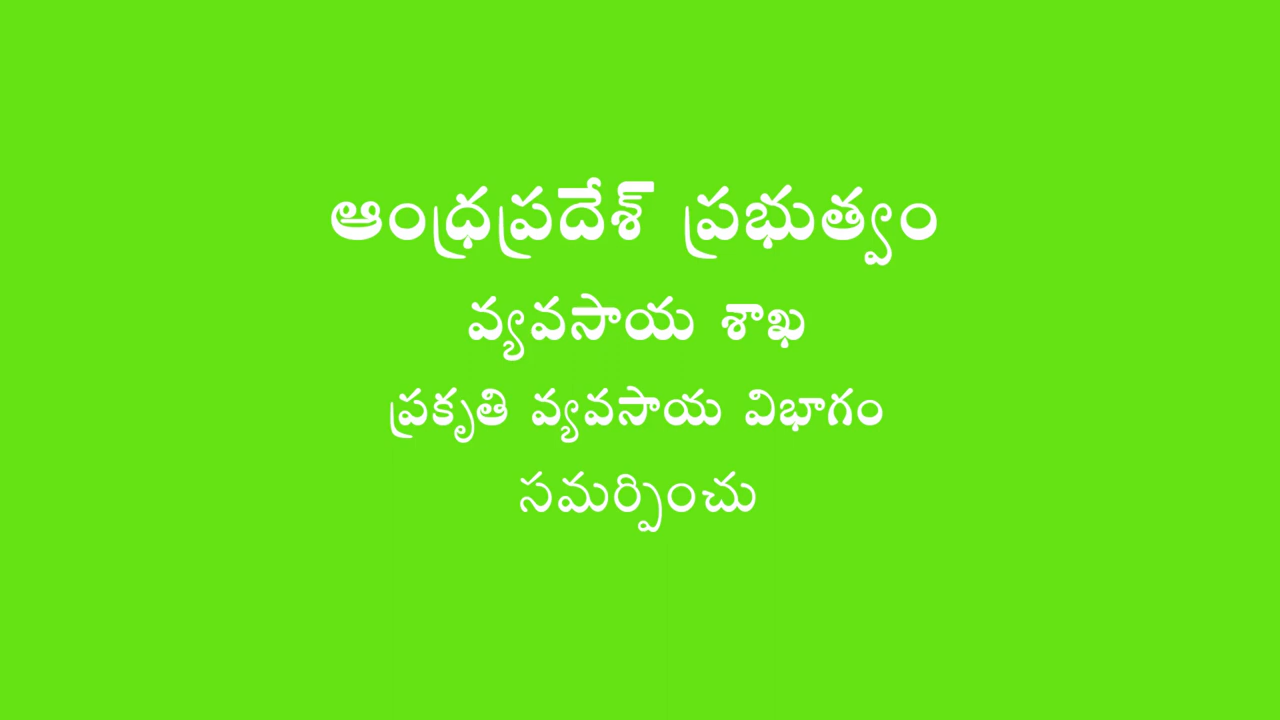 ఆంధ్రప్రదేశ్ ప్రభుత్వం
వ్యవసాయ శాఖ
ప్రకృతి వ్యవసాయ విభాగం
సమర్పించు